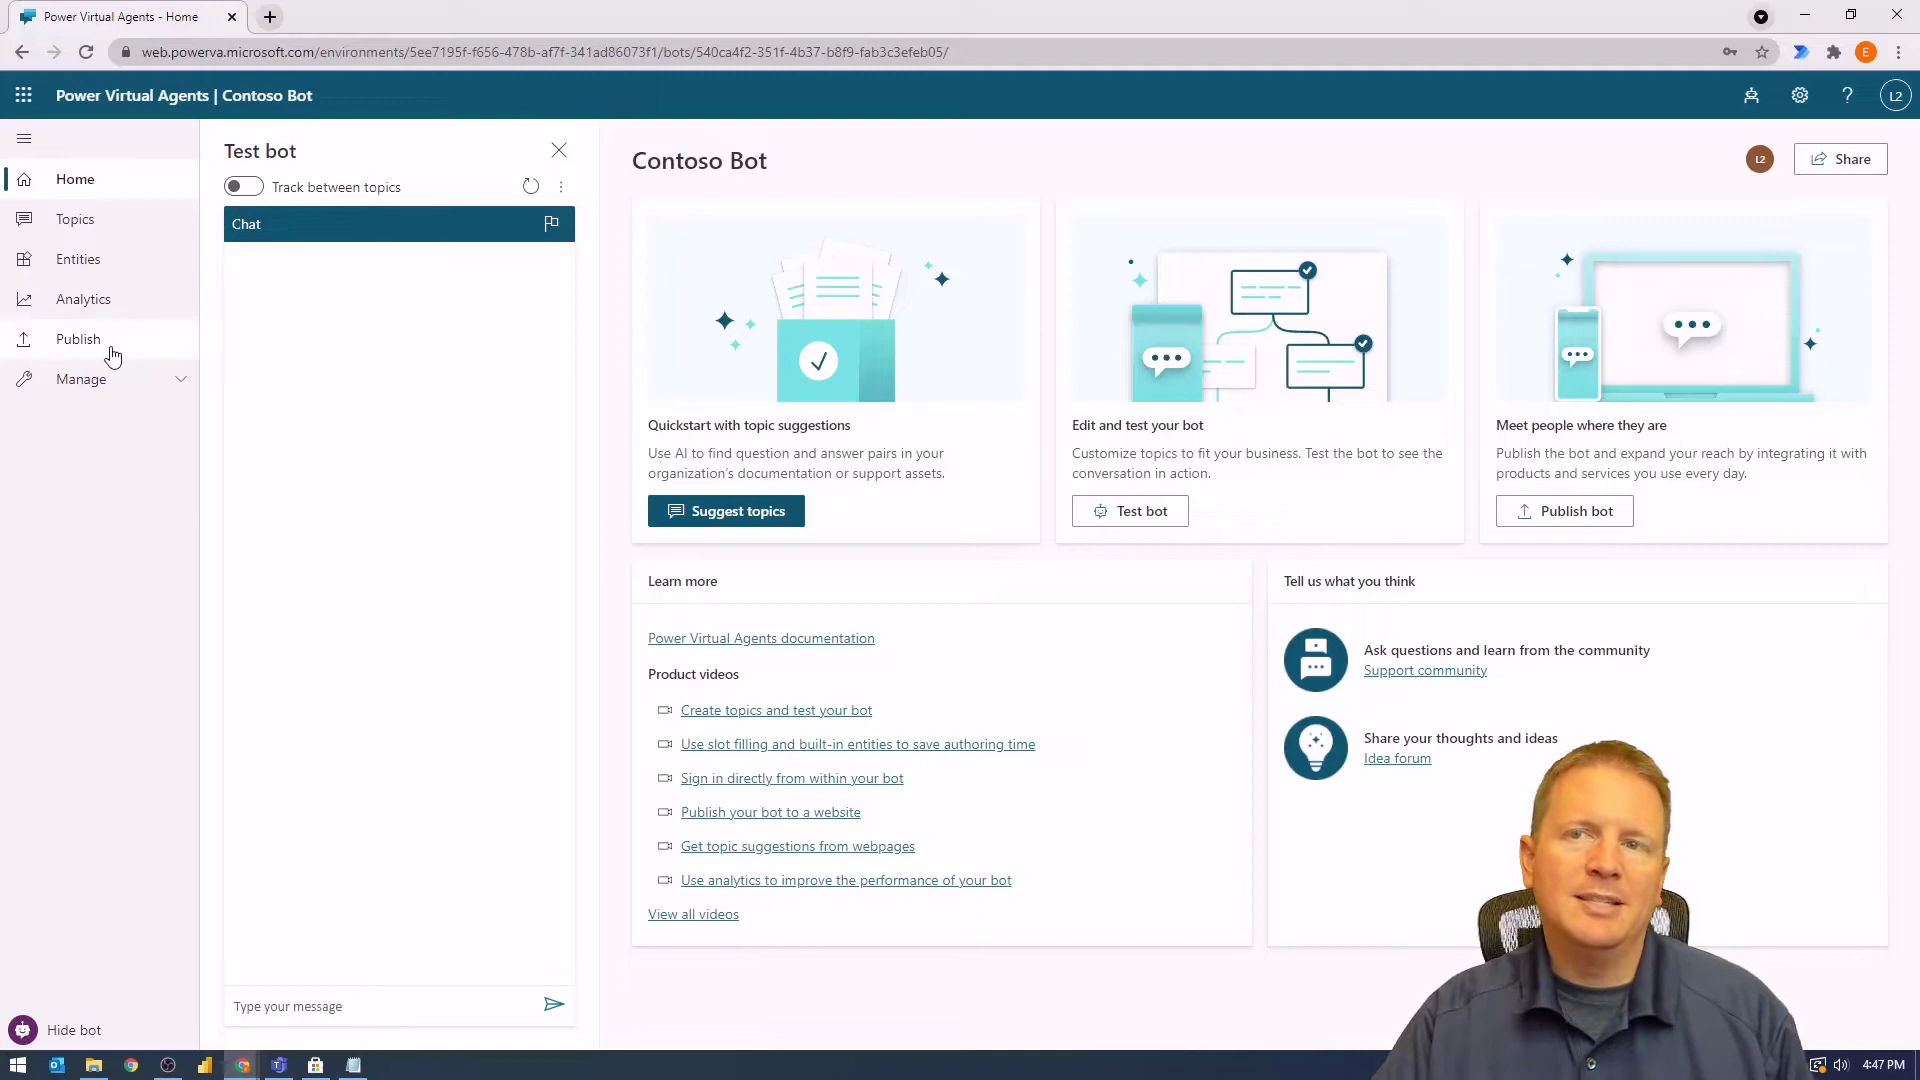 Power Virtual Agents - Home
web.powerva.microsoft.com/environments/5ee7195f-f656-478b-af7f-341ad86073f1/bots/540ca4f2-351f-4b37-b8f9-fab3c3efeb05/
E
Power Virtual Agents | Contoso Bot
L2
Home
Topics
Entities
Analytics
Publish
Manage
Hide bot
Test bot
Track between topics
Chat
Type your message
Contoso Bot
L2
Share
Quickstart with topic suggestions
Use AI to find question and answer pairs in your
organization's documentation or support assets.
Suggest topics
Edit and test your bot
Customize topics to fit your business. Test the bot to see the
conversation in action.
Test bot
Meet people where they are
Publish the bot and expand your reach by integrating it with
products and services you use every day.
Publish bot
Learn more
Power Virtual Agents documentation
Product videos
Create topics and test your bot
Use slot filling and built-in entities to save authoring time
Sign in directly from within your bot
Publish your bot to a website
Get topic suggestions from webpages
Use analytics to improve the performance of your bot
View all videos
Tell us what you think
Ask questions and learn from the community
Support community
Share your thoughts and ideas
Idea forum
4:47 PM